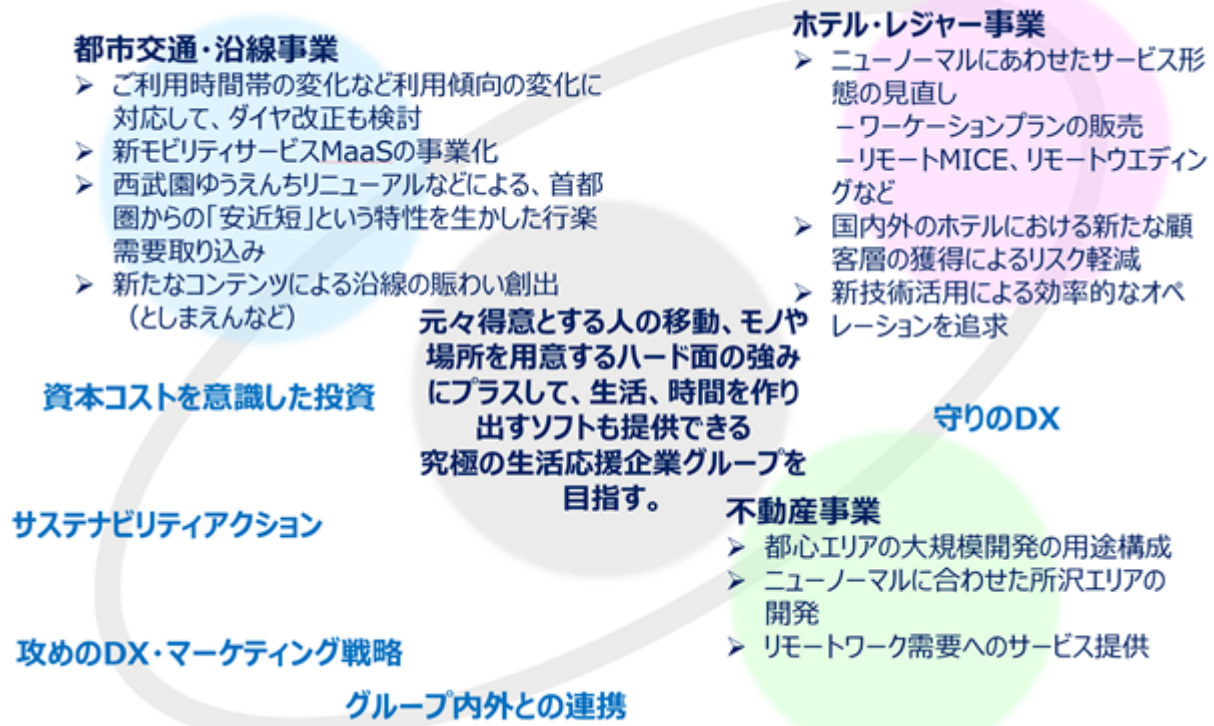 都市交通・沿線事業
➢ ご利用時間帯の変化など利用傾向の変化に
対応して、ダイヤ改正も検討
➢ 新モビリティサービスMaaSの事業化
➢ 西武園ゆうえんちリニューアルなどによる、首都
圏からの「安近短」という特性を生かした行楽
需要取り込み
➢ 新たなコンテンツによる沿線の賑わい創出
（としまえんなど）
ホテル・レジャー事業
➢ ニューノーマルにあわせたサービス形
態の見直し
－ワーケーションプランの販売
－リモートMICE、リモートウエディン
グなど
➢ 国内外のホテルにおける新たな顧
客層の獲得によるリスク軽減
➢ 新技術活用による効率的なオペ
レーションを追求
元々得意とする人の移動、モノや
場所を用意するハード面の強み
にプラスして、生活、時間を作り
出すソフトも提供できる
究極の生活応援企業グループを
目指す。
資本コストを意識した投資
守りのDX
サステナビリティアクション
不動産事業
➢ 都心エリアの大規模開発の用途構成
➢ ニューノーマルに合わせた所沢エリアの
開発
➢ リモートワーク需要へのサービス提供
攻めのDX・マーケティング戦略
グループ内外との連携